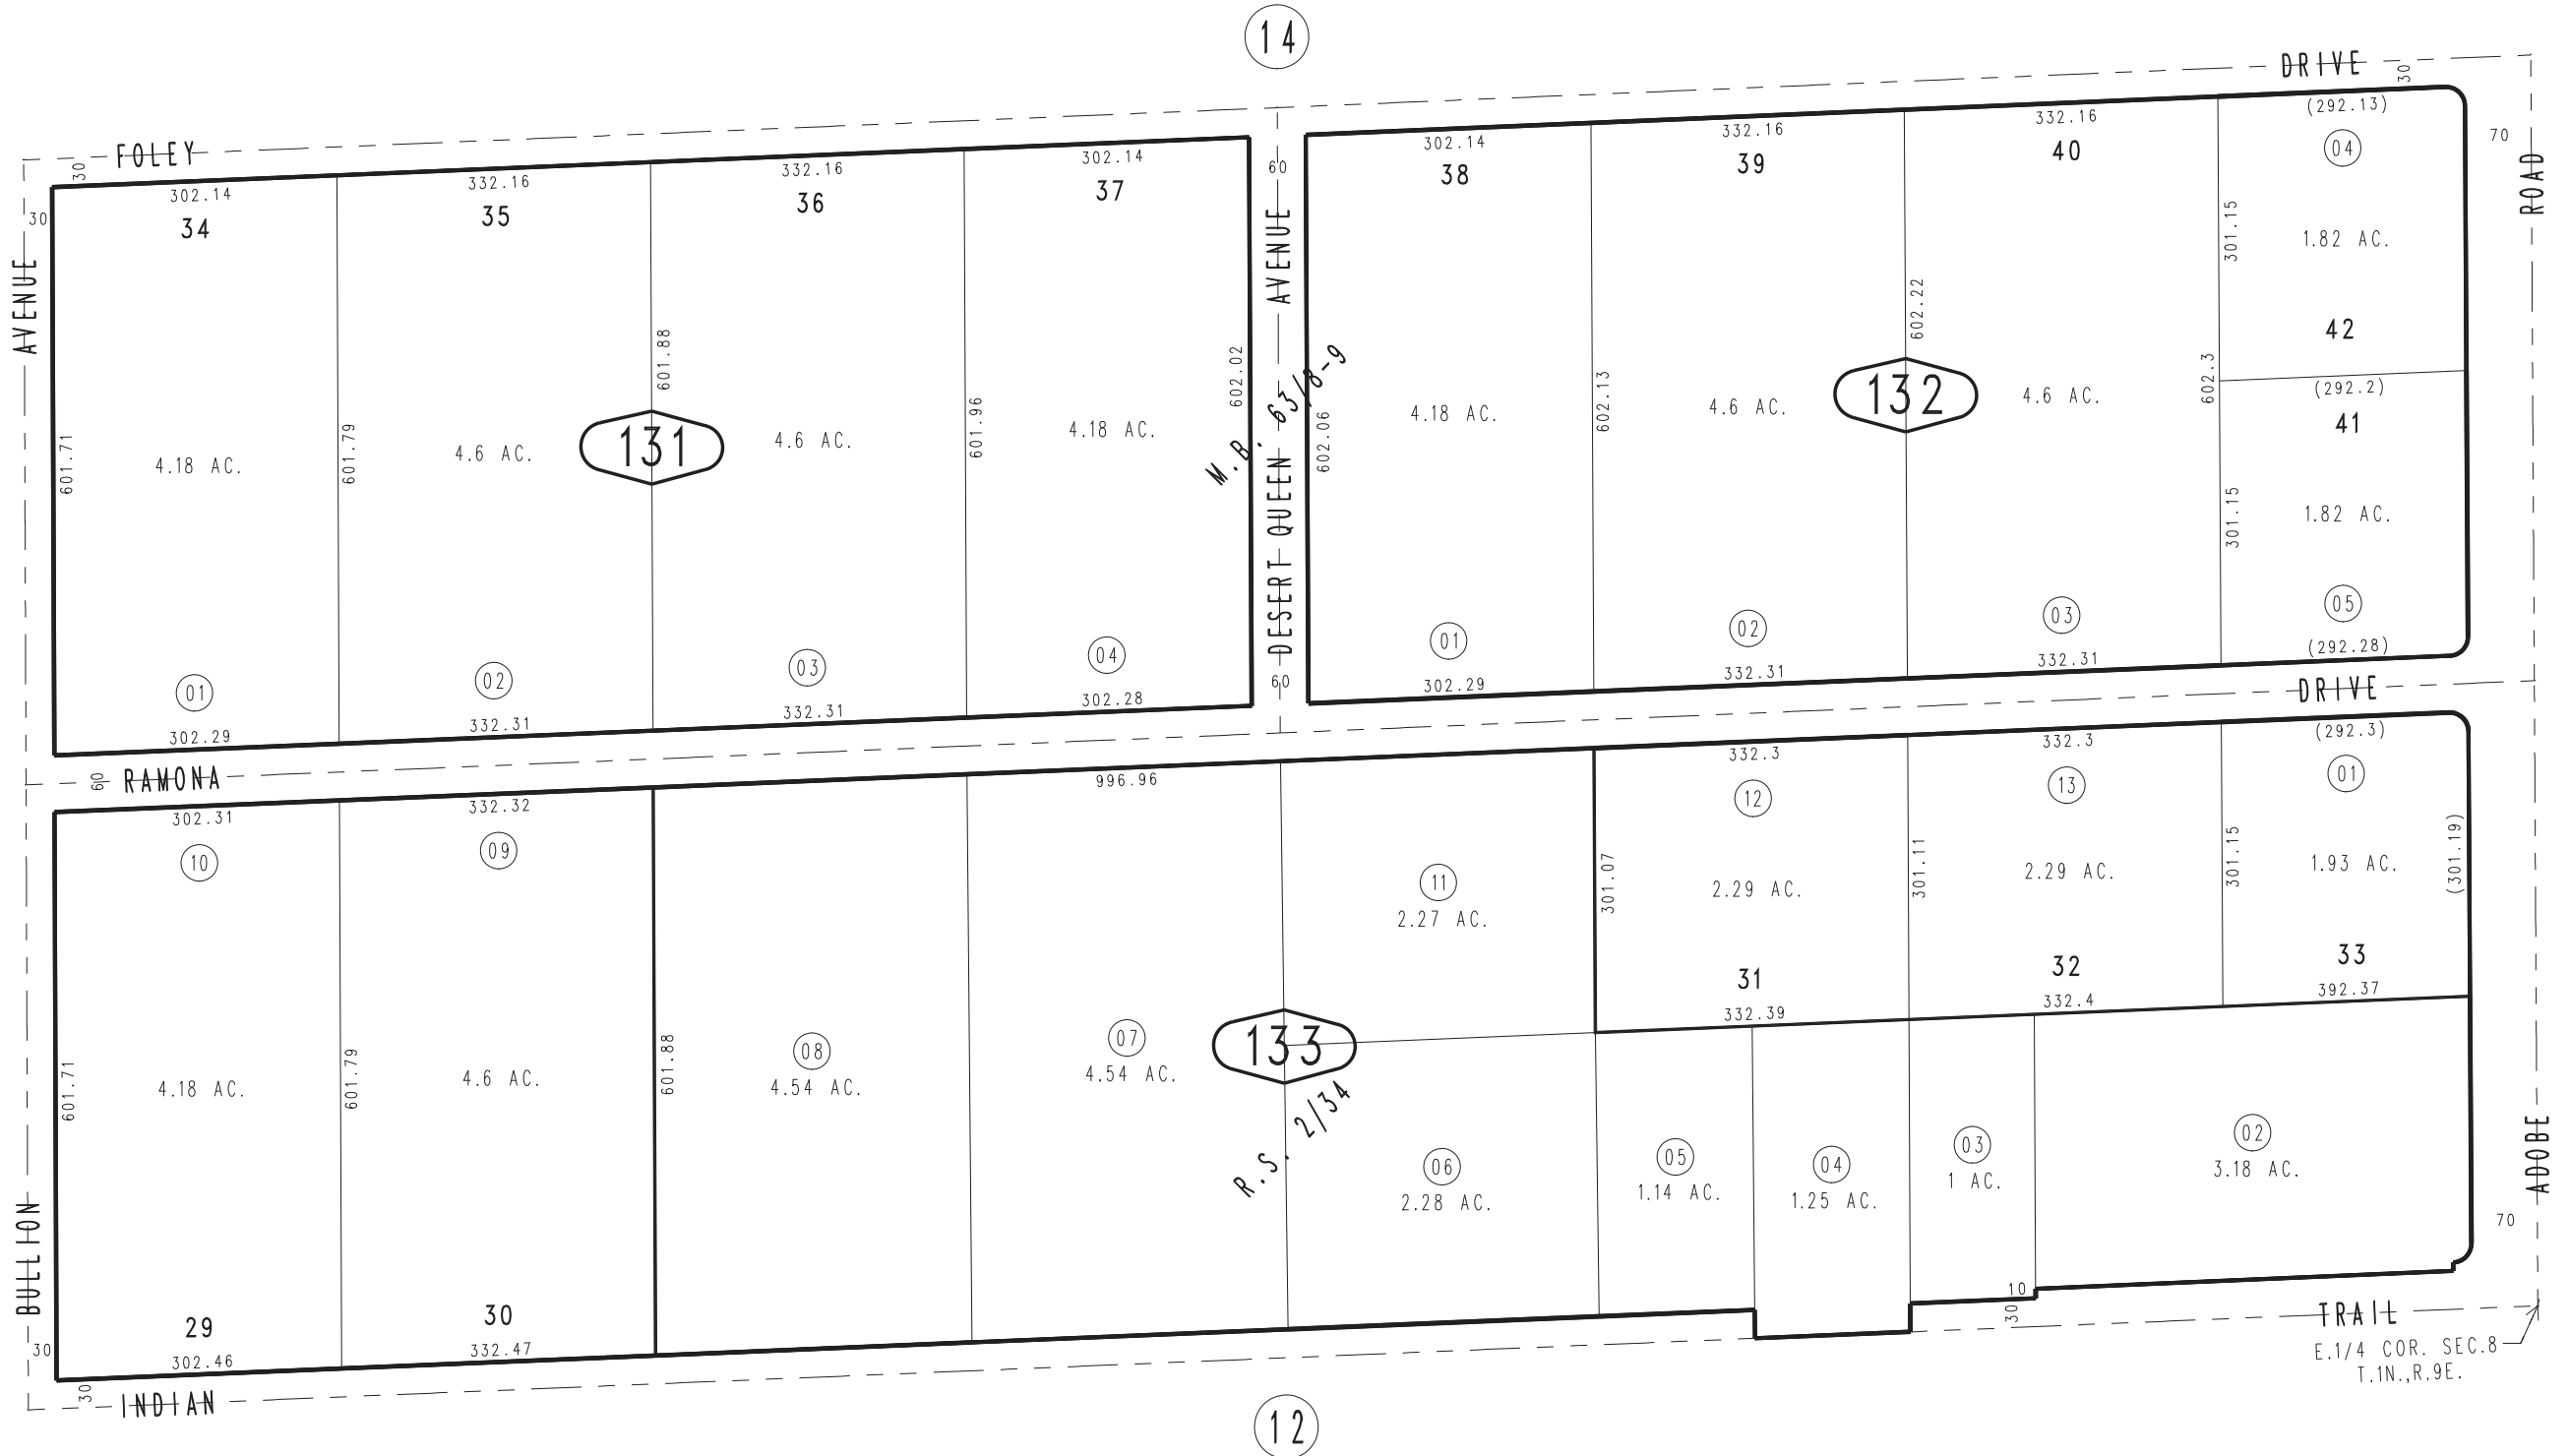 14
FOLEY DRIVE
30
30
302.14
34
332.16
35
332.16
36
302.14
37
60
302.14
38
332.16
39
332.16
40
(292.13)
04
30
70
ROAD
AVENUE
601.71
4.18 AC.
601.79
4.6 AC.
601.88
131
4.6 AC.
601.96
4.18 AC.
602.02
DESERT QUEEN AVENUE
M.B. 63/8-9
602.06
4.18 AC.
602.13
4.6 AC.
602.22
132
4.6 AC.
602.3
301.15
1.82 AC.
42
(292.2)
41
301.15
1.82 AC.
01
302.29
02
332.31
03
332.31
04
302.28
60
01
302.29
02
332.31
03
332.31
05
(292.28)
60
RAMONA DRIVE
302.31
10
332.32
09
996.96
332.3
12
332.3
13
(292.3)
01
11
2.27 AC.
301.07
2.29 AC.
31
332.39
301.11
2.29 AC.
32
332.4
301.15
1.93 AC.
33
392.37
(301.19)
601.71
4.18 AC.
601.79
4.6 AC.
601.88
08
4.54 AC.
07
4.54 AC.
133
R.S. 2/34
06
2.28 AC.
05
1.14 AC.
04
1.25 AC.
03
1 AC.
02
3.18 AC.
ADOBE
70
BULLION
29
302.46
30
332.47
30
30
10
30
INDIAN TRAIL
E.1/4 COR. SEC.8
T.1N.,R.9E.
12